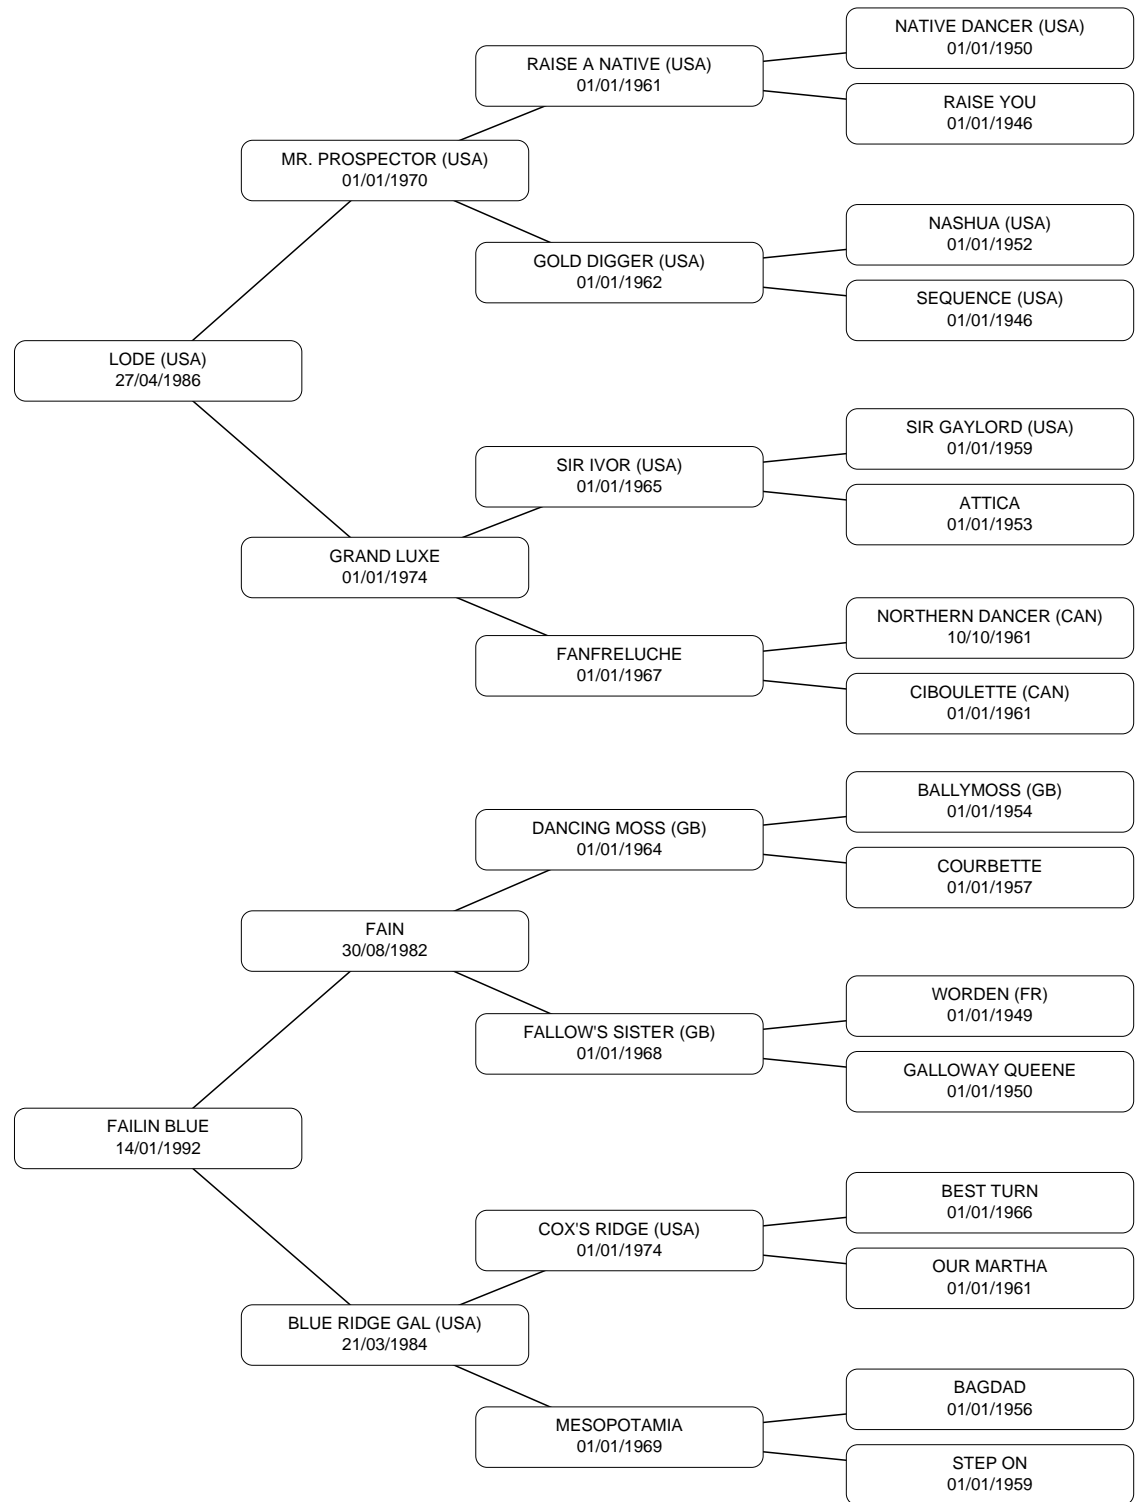 NATIVE DANCER (USA)
01/01/1950
RAISE A NATIVE (USA)
01/01/1961
RAISE YOU
01/01/1946
MR. PROSPECTOR (USA)
01/01/1970
NASHUA (USA)
01/01/1952
GOLD DIGGER (USA)
01/01/1962
SEQUENCE (USA)
01/01/1946
LODE (USA)
27/04/1986
SIR GAYLORD (USA)
01/01/1959
SIR IVOR (USA)
01/01/1965
ATTICA
01/01/1953
GRAND LUXE
01/01/1974
NORTHERN DANCER (CAN)
10/10/1961
FANFRELUCHE
01/01/1967
CIBOULETTE (CAN)
01/01/1961
BALLYMOSS (GB)
01/01/1954
DANCING MOSS (GB)
01/01/1964
COURBETTE
01/01/1957
FAIN
30/08/1982
WORDEN (FR)
01/01/1949
FALLOW'S SISTER (GB)
01/01/1968
GALLOWAY QUEENE
01/01/1950
FAILIN BLUE
14/01/1992
BEST TURN
01/01/1966
COX'S RIDGE (USA)
01/01/1974
OUR MARTHA
01/01/1961
BLUE RIDGE GAL (USA)
21/03/1984
BAGDAD
01/01/1956
MESOPOTAMIA
01/01/1969
STEP ON
01/01/1959